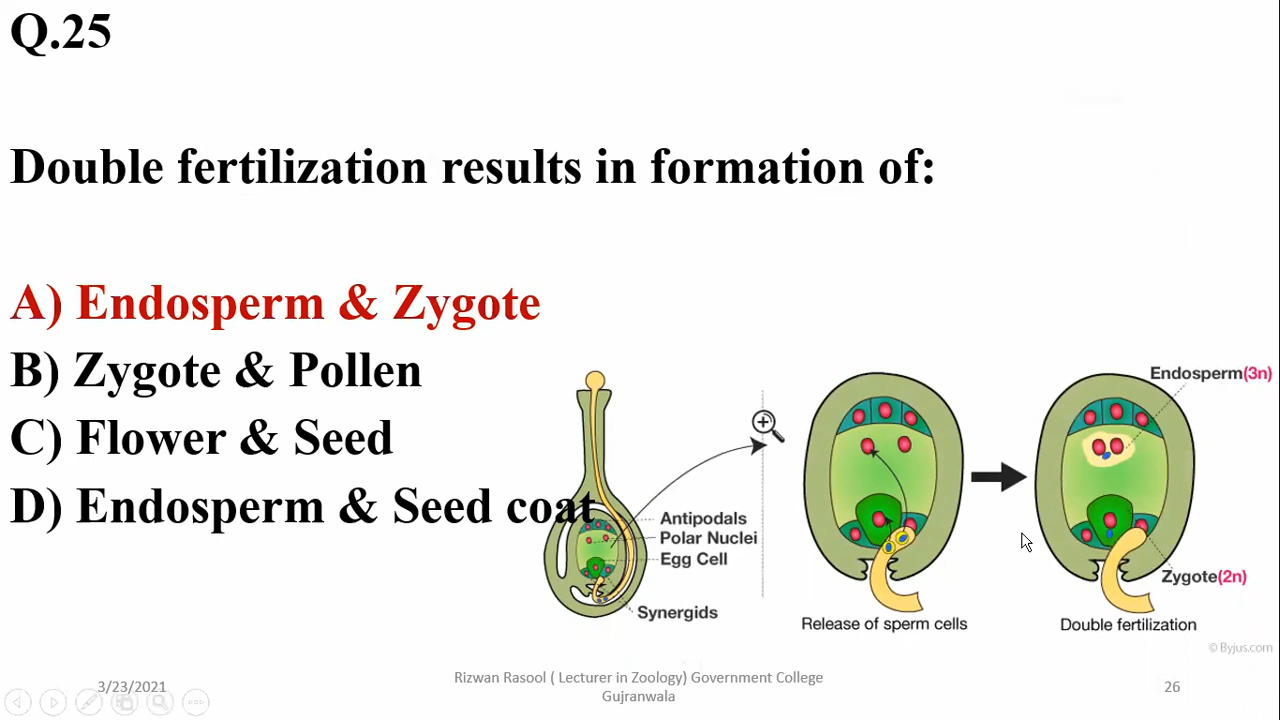 Q.25
Double fertilization results in formation of:
A) Endosperm & Zygote
B) Zygote & Pollen
C) Flower & Seed
D) Endosperm & Seed coat
Antipodals
Polar Nuclei
Egg Cell
Synergids
Release of sperm cells
Endosperm(3n)
Zygote(2n)
Double fertilization
© Byjus.com
3/23/2021
Rizwan Rasool ( Lecturer in Zoology) Government College
Gujranwala
26